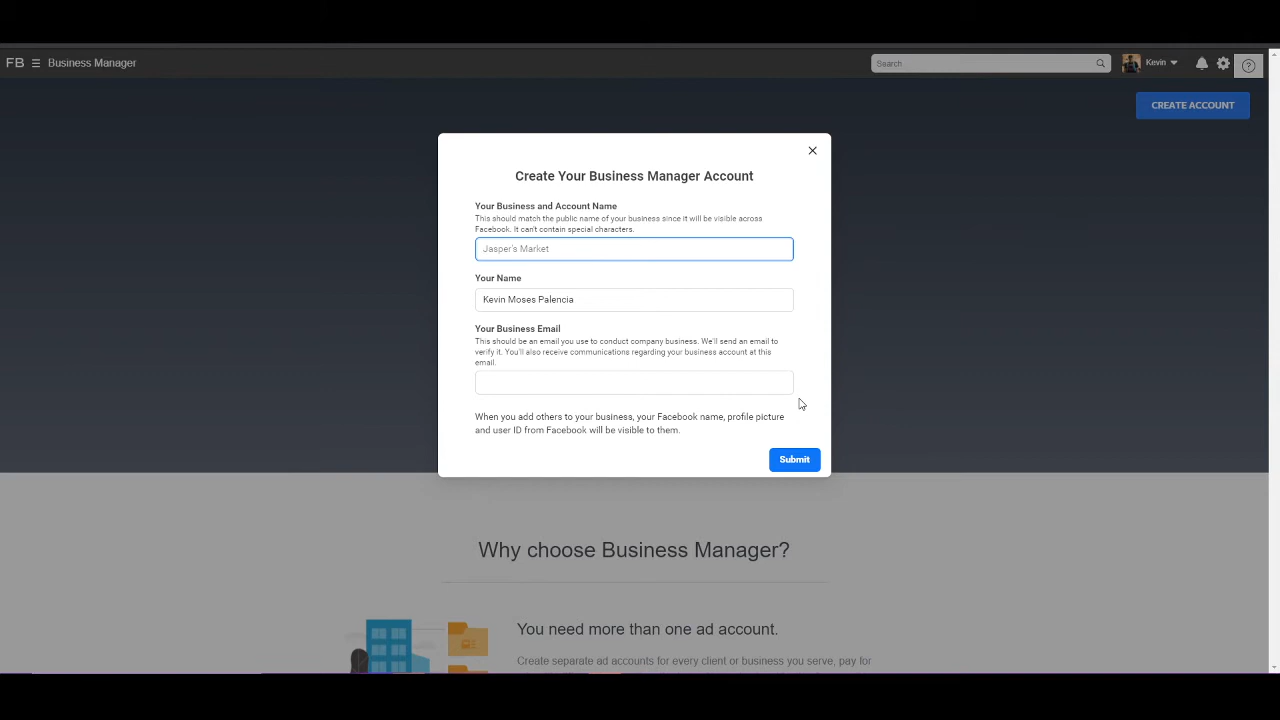 FB Business Manager
Search
Kevin
CREATE ACCOUNT
Create Your Business Manager Account
Your Business and Account Name
This should match the public name of your business since it will be visible across
Facebook. It can't contain special characters.
Jasper's Market
Your Name
Kevin Moses Palencia
Your Business Email
This should be an email you use to conduct company business. We'll send an email to
verify it. You'll also receive communications regarding your business account at this
email.
When you add others to your business, your Facebook name, profile picture
and user ID from Facebook will be visible to them.
Submit
Why choose Business Manager?
You need more than one ad account.
Create separate ad accounts for every client or business you serve, pay for